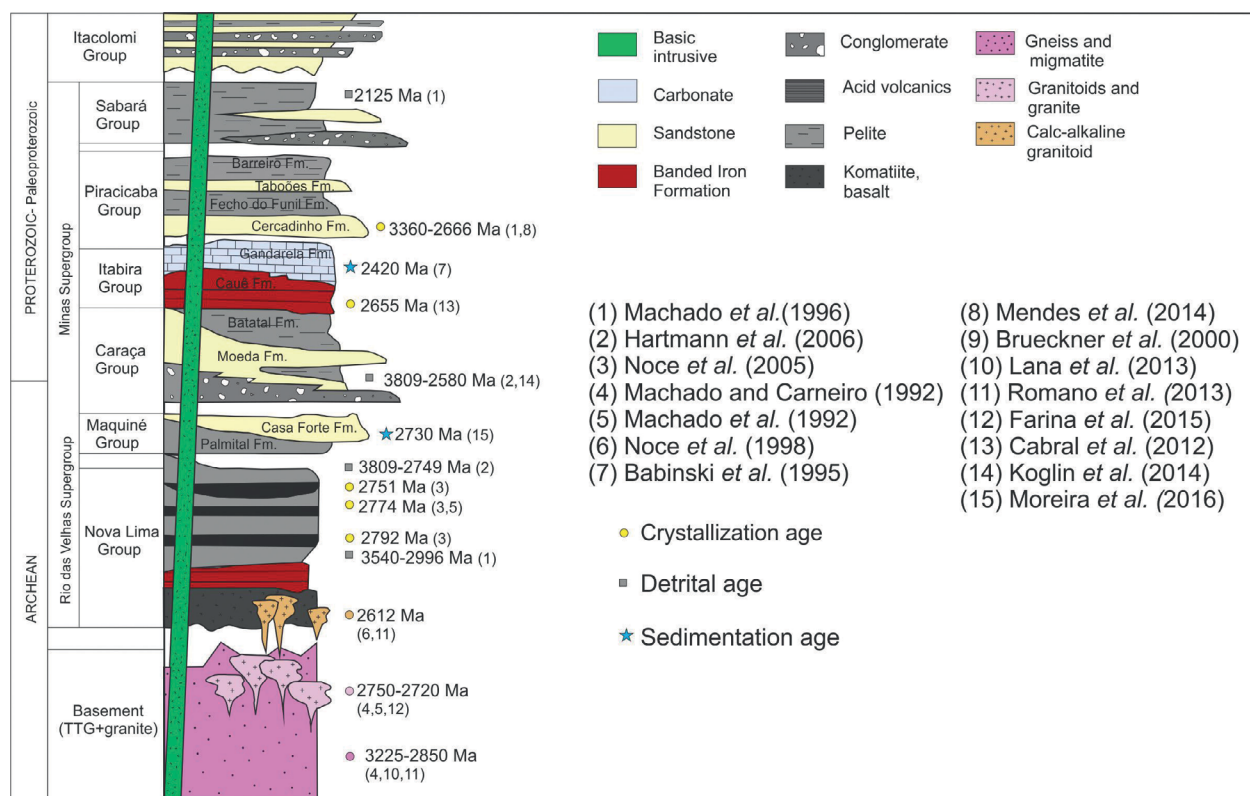 PROTEROZOIC- Paleoproterozoic
ARCHEAN
Minas Supergroup
Rio das Velhas Supergroup
Itacolomi
Group
Sabará
Group
Piracicaba
Group
Itabira
Group
Caraça
Group
Maquiné
Group
Nova Lima
Group
Basement
(TTG+granite)
2125 Ma (1)
Barreiro Fm.
Taboões Fm.
Fecho do Funil Fm.
Cercadinho Fm.
3360-2666 Ma (1,8)
Gandarela Fm.
2420 Ma (7)
Cauê Fm.
2655 Ma (13)
Batatal Fm.
Moeda Fm.
3809-2580 Ma (2,14)
Casa Forte Fm.
2730 Ma (15)
Palmital Fm.
3809-2749 Ma (2)
2751 Ma (3)
2774 Ma (3,5)
2792 Ma (3)
3540-2996 Ma (1)
2612 Ma
(6,11)
2750-2720 Ma
(4,5,12)
3225-2850 Ma
(4,10,11)
Basic
intrusive
Carbonate
Sandstone
Banded Iron
Formation
Conglomerate
Acid volcanics
Pelite
Komatiite,
basalt
Gneiss and
migmatite
Granitoids and
granite
Calc-alkaline
granitoid
(1) Machado et al.(1996)
(2) Hartmann et al. (2006)
(3) Noce et al. (2005)
(4) Machado and Carneiro (1992)
(5) Machado et al. (1992)
(6) Noce et al. (1998)
(7) Babinski et al. (1995)
(8) Mendes et al. (2014)
(9) Brueckner et al. (2000)
(10) Lana et al. (2013)
(11) Romano et al. (2013)
(12) Farina et al. (2015)
(13) Cabral et al. (2012)
(14) Koglin et al. (2014)
(15) Moreira et al. (2016)
Crystallization age
Detrital age
Sedimentation age